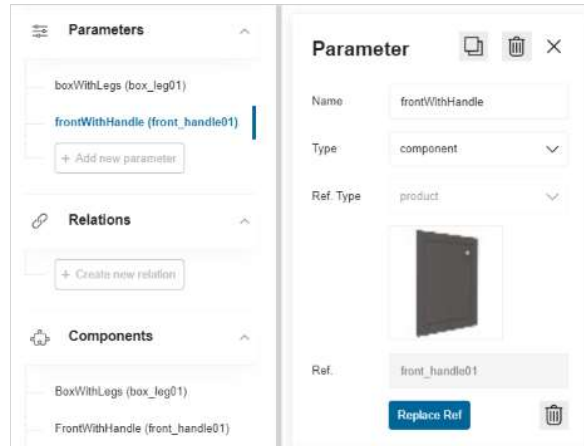 Parameters
boxWithLegs (box_leg01)
frontWithHandle (front_handle01)
+ Add new parameter
Relations
+ Create new relation
Components
BoxWithLegs (box_leg01)
FrontWithHandle (front_handle01)
Parameter
Name
frontWithHandle
Type
component
Ref. Type
product
Ref.
front_handle01
Replace Ref